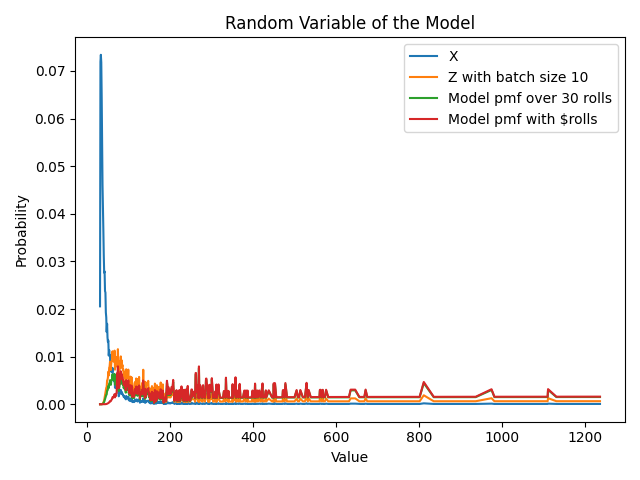 Random Variable of the Model
X
Z with batch size 10
Model pmf over 30 rolls
Model pmf with $rolls
Probability
0.07
0.06
0.05
0.04
0.03
0.02
0.01
0.00
0 200 400 600 800 1000 1200
Value